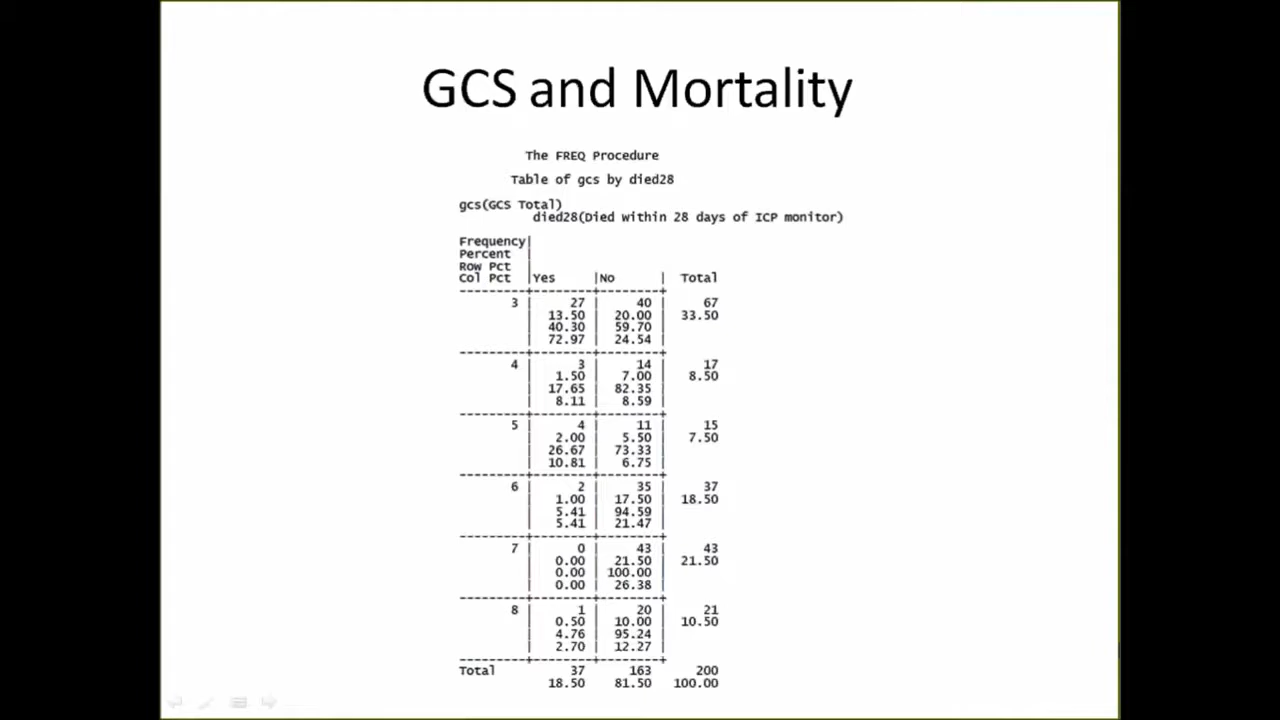 GCS and Mortality
The FREQ Procedure
Table of gcs by died28
gcs(GCS Total)
died28(Died within 28 days of ICP monitor)
Frequency|
Percent |
Row Pct |
Col Pct |Yes |No | Total
3 | 27 | 40 | 67
| 13.50 | 20.00 | 33.50
| 40.30 | 59.70 |
| 72.97 | 24.54 |
4 | 3 | 14 | 17
| 1.50 | 7.00 | 8.50
| 17.65 | 82.35 |
| 8.11 | 8.59 |
5 | 4 | 11 | 15
| 2.00 | 5.50 | 7.50
| 26.67 | 73.33 |
| 10.81 | 6.75 |
6 | 2 | 35 | 37
| 1.00 | 17.50 | 18.50
| 5.41 | 94.59 |
| 5.41 | 21.47 |
7 | 0 | 43 | 43
| 0.00 | 21.50 | 21.50
| 0.00 | 100.00 |
| 0.00 | 26.38 |
8 | 1 | 20 | 21
| 0.50 | 10.00 | 10.50
| 4.76 | 95.24 |
| 2.70 | 12.27 |
Total 37 163 200
18.50 81.50 100.00